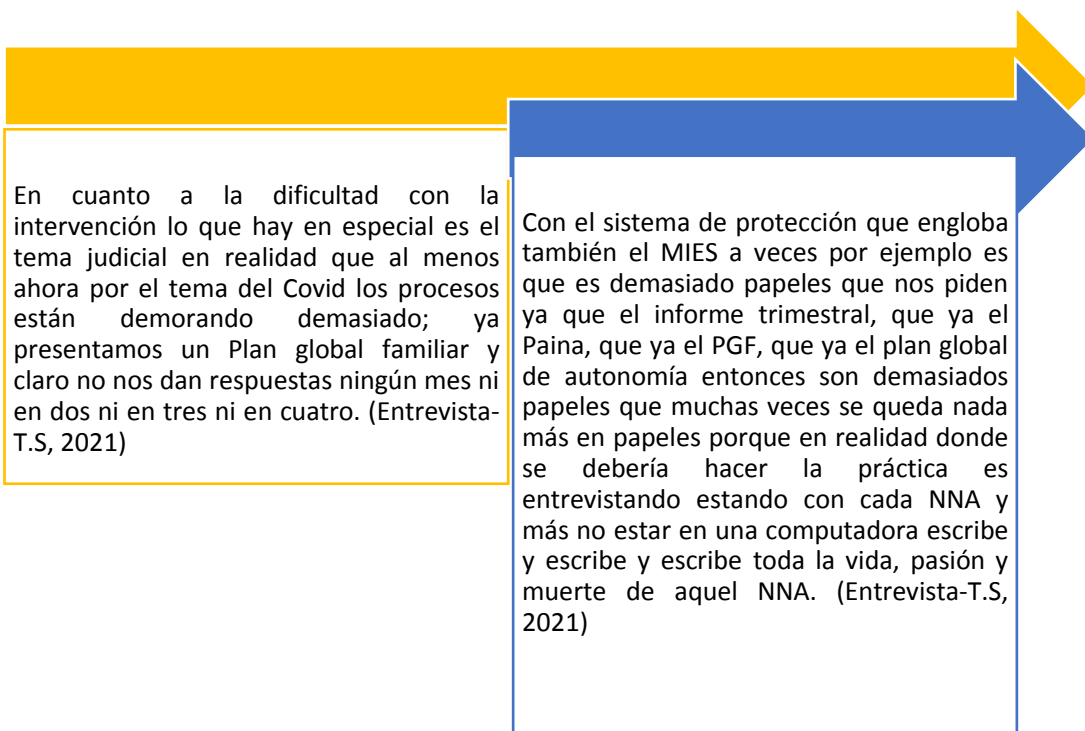 En cuanto a la dificultad con la
intervención lo que hay en especial es el
tema judicial en realidad que al menos
ahora por el tema del Covid los procesos
están demorando demasiado; ya
presentamos un Plan global familiar y
claro no nos dan respuestas ningún mes ni
en dos ni en tres ni en cuatro. (Entrevista-
T.S, 2021)
Con el sistema de protección que engloba
también el MIES a veces por ejemplo es
que es demasiado papeles que nos piden
ya que el informe trimestral, que ya el
Paina, que ya el PGF, que ya el plan global
de autonomía entonces son demasiados
papeles que muchas veces se queda nada
más en papeles porque en realidad donde
se debería hacer la práctica es
entrevistando estando con cada NNA y
más no estar en una computadora escribe
y escribe y escribe toda la vida, pasión y
muerte de aquel NNA. (Entrevista-T.S,
2021)